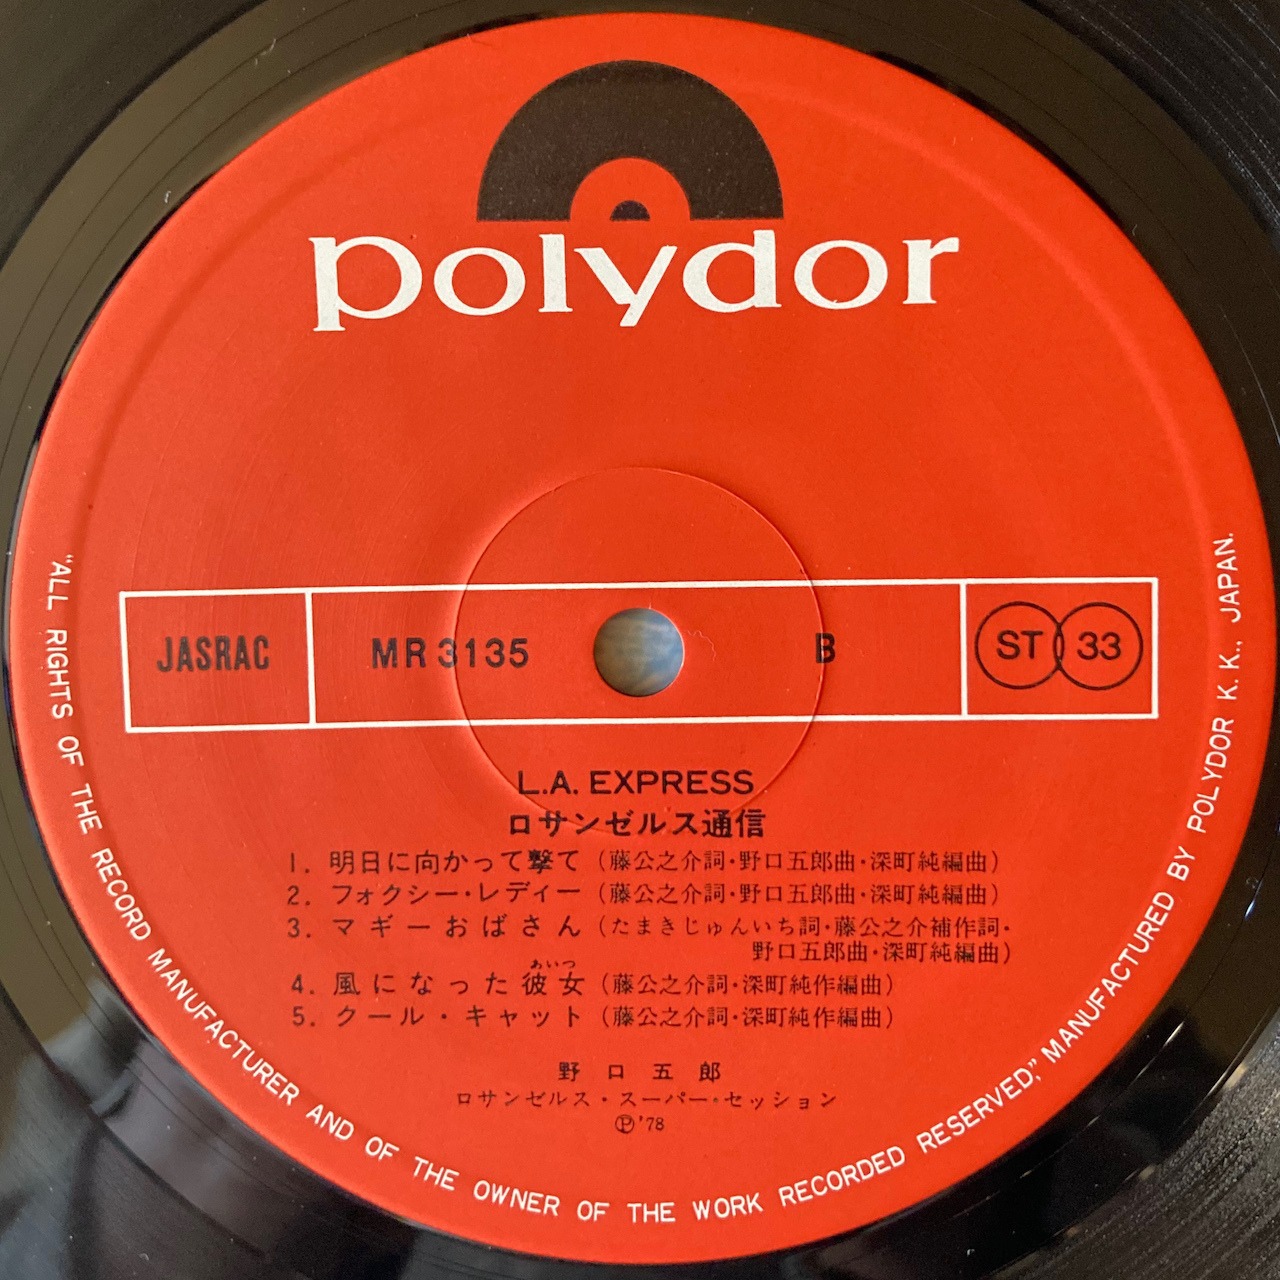 polydor
JASRAC MR 3135 B ST 33
L.A. EXPRESS
ロサンゼルス通信
1. 明日に向かって撃て（藤公之介詞・野口五郎曲・深町純編曲）
2. フォクシー・レディー（藤公之介詞・野口五郎曲・深町純編曲）
3. マギーおばさん（たまきじゅんいち詞・藤公之介補作詞・
野口五郎曲・深町純編曲）
あいつ
4. 風になった彼女（藤公之介詞・深町純作編曲）
5. クール・キャット（藤公之介詞・深町純作編曲）
野口五郎
ロサンゼルス・スーパー・セッション
Ⓟ'78
“ALL RIGHTS OF THE RECORD MANUFACTURER AND OF THE OWNER OF THE WORK RECORDED RESERVED,” MANUFACTURED BY POLYDOR K. K., JAPAN.